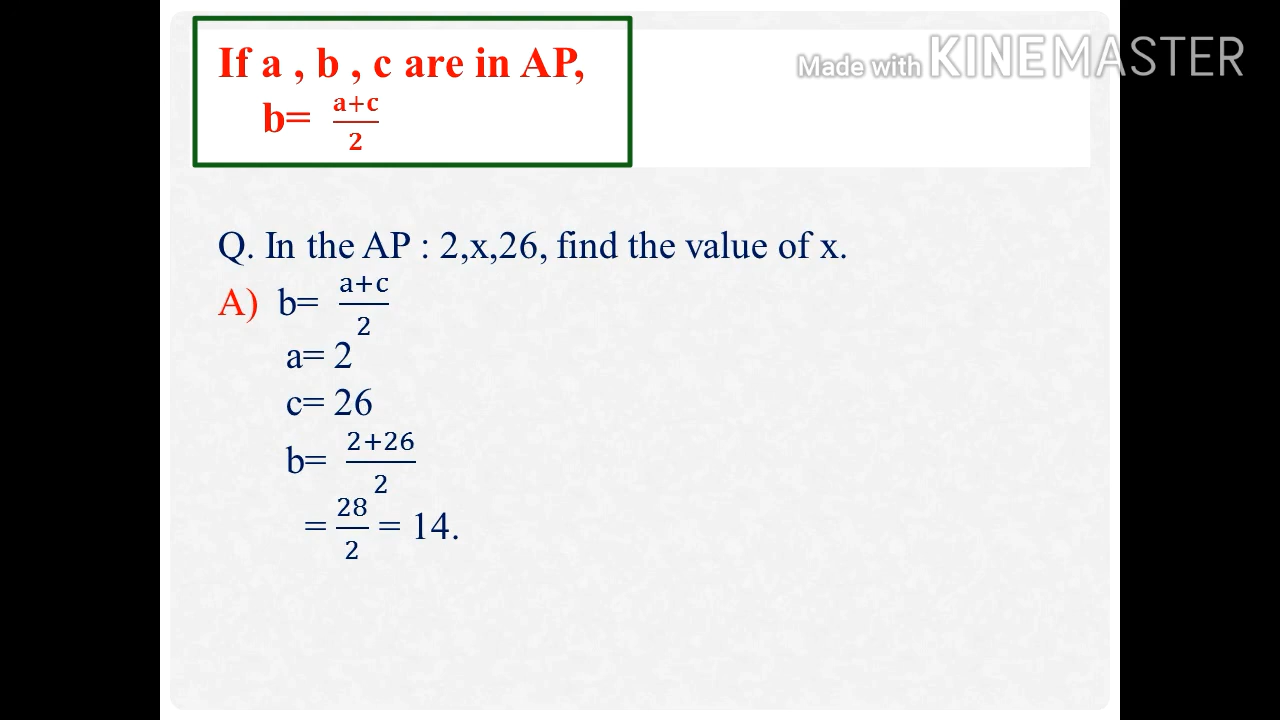 If a , b , c are in AP,
b= a+c/2
Made with KINEMASTER
Q. In the AP : 2,x,26, find the value of x.
A) b= a+c/2
a= 2
c= 26
b= 2+26/2
= 28/2 = 14.